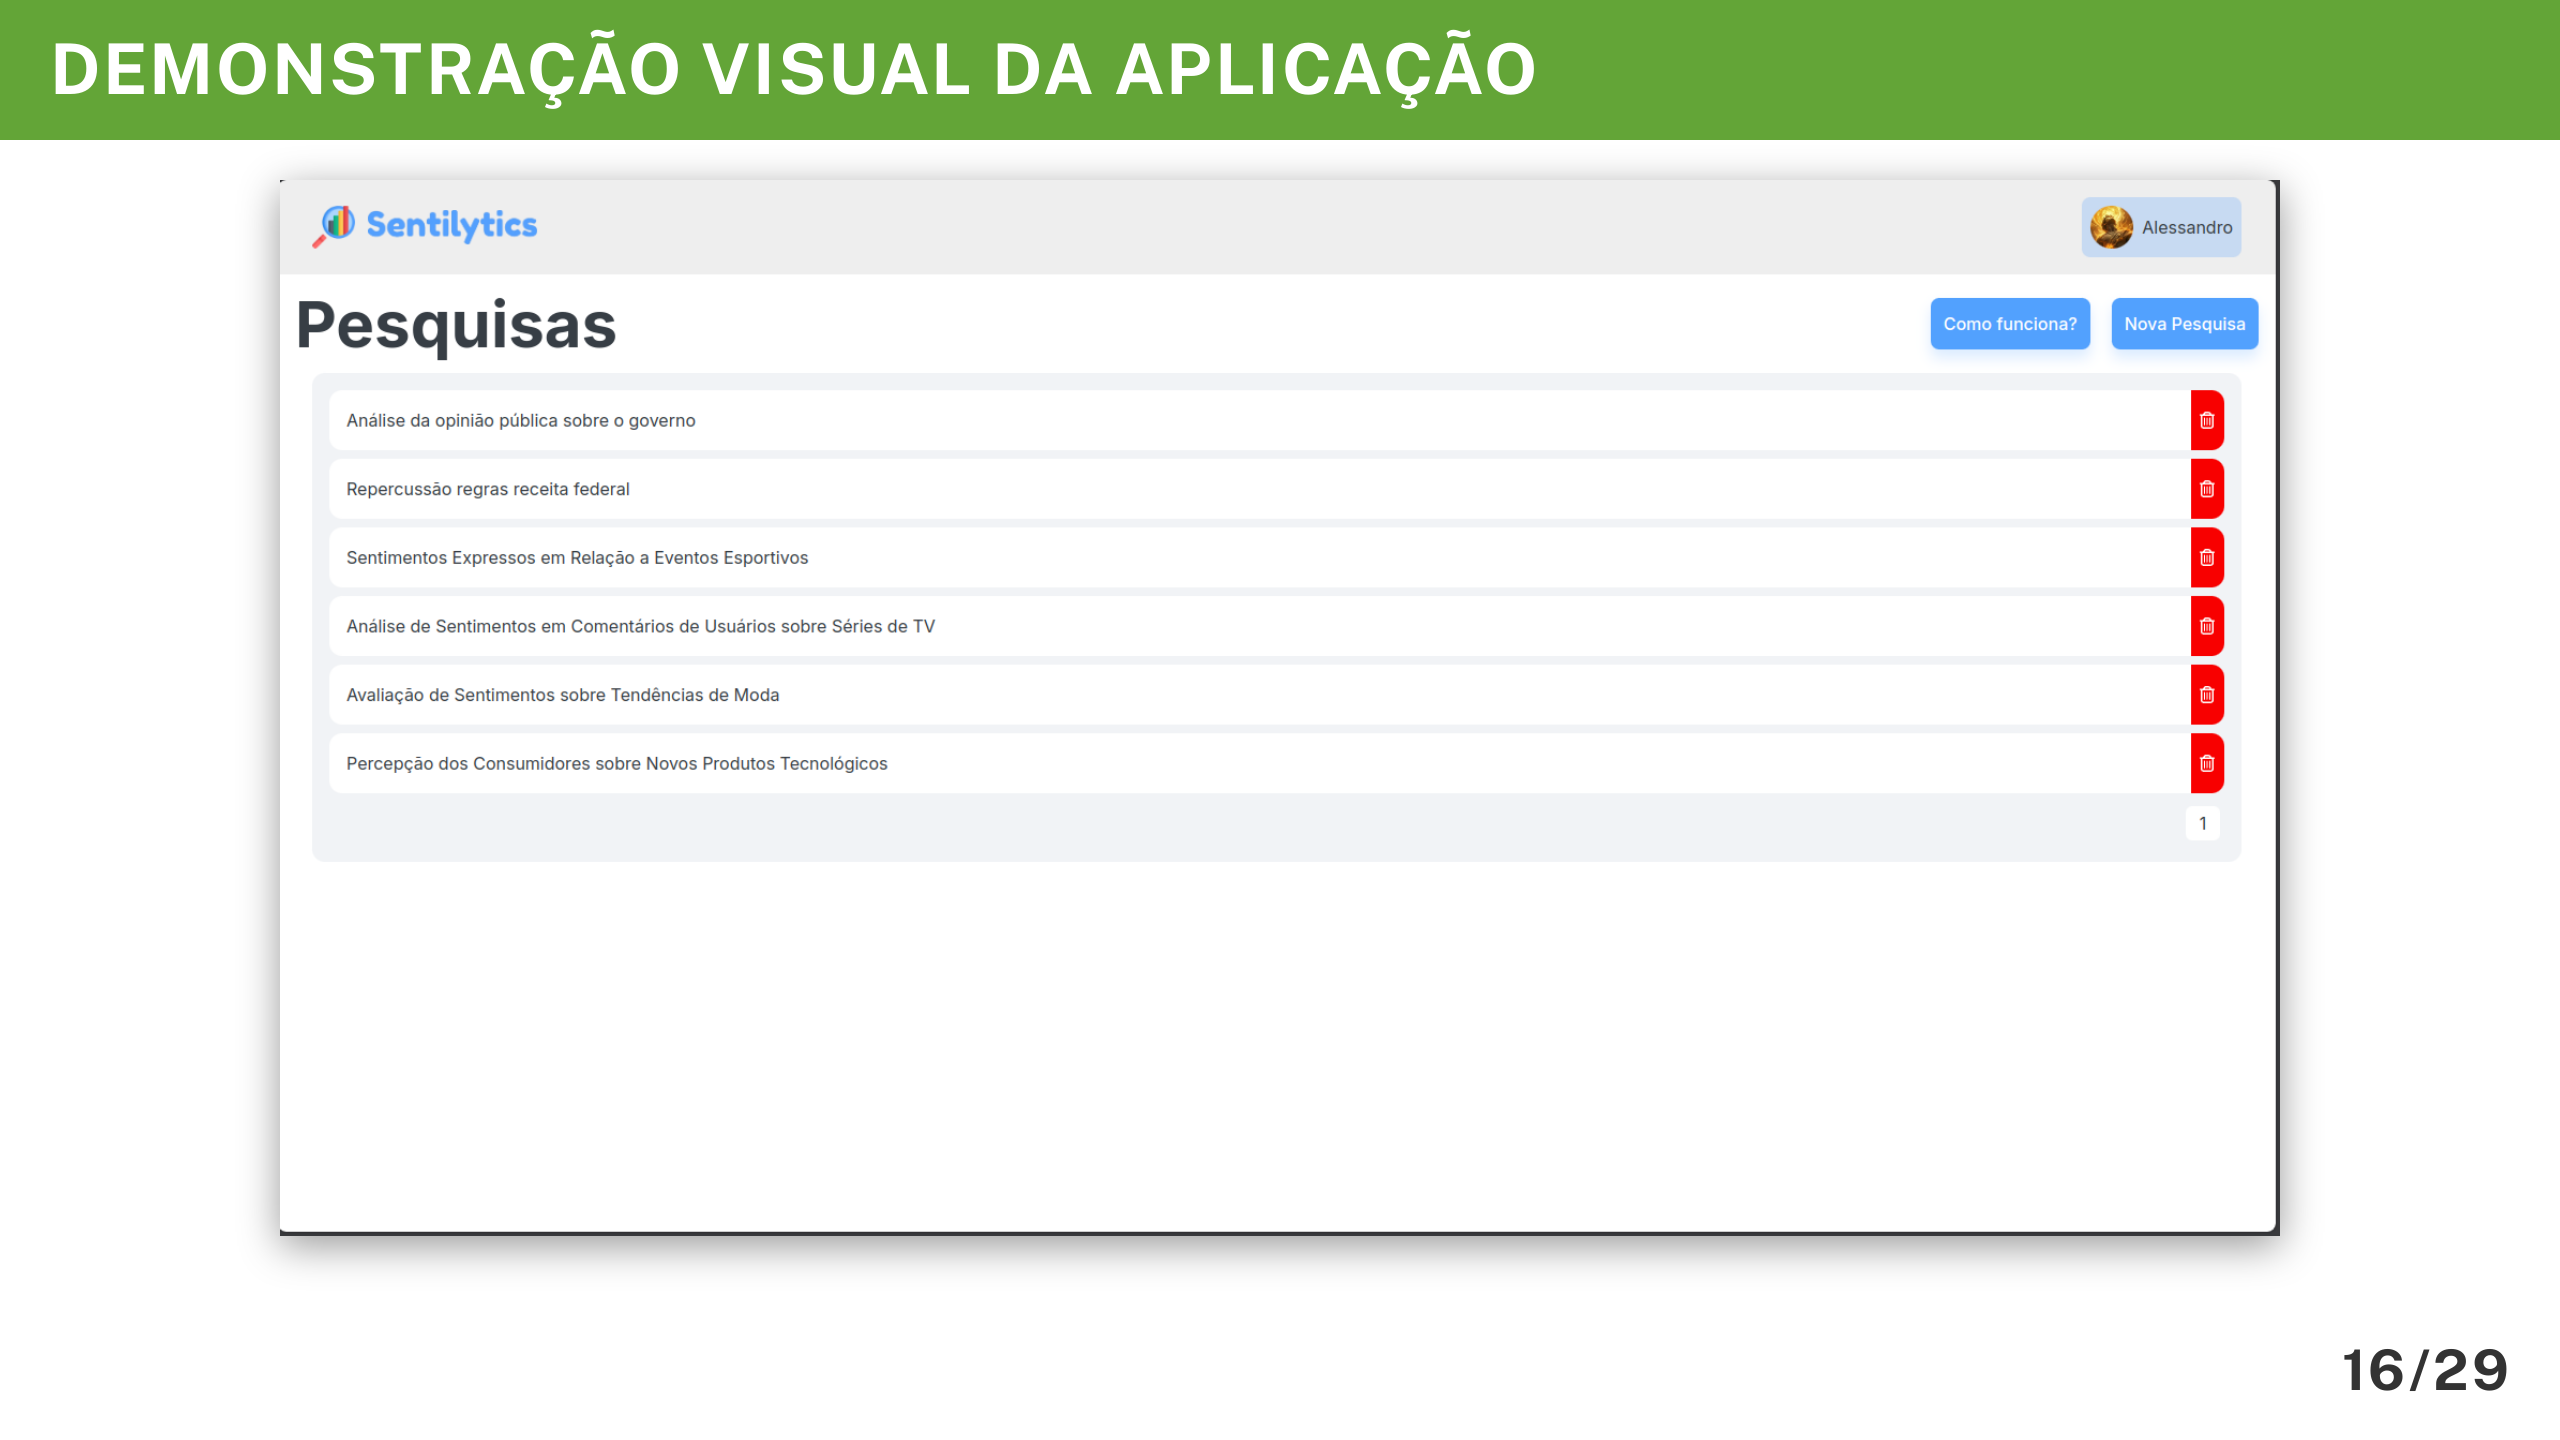 DEMONSTRAÇÃO VISUAL DA APLICAÇÃO
Sentilytics
Alessandro
Pesquisas
Como funciona?
Nova Pesquisa
Análise da opinião pública sobre o governo
Repercussão regras receita federal
Sentimentos Expressos em Relação a Eventos Esportivos
Análise de Sentimentos em Comentários de Usuários sobre Séries de TV
Avaliação de Sentimentos sobre Tendências de Moda
Percepção dos Consumidores sobre Novos Produtos Tecnológicos
1
16/29